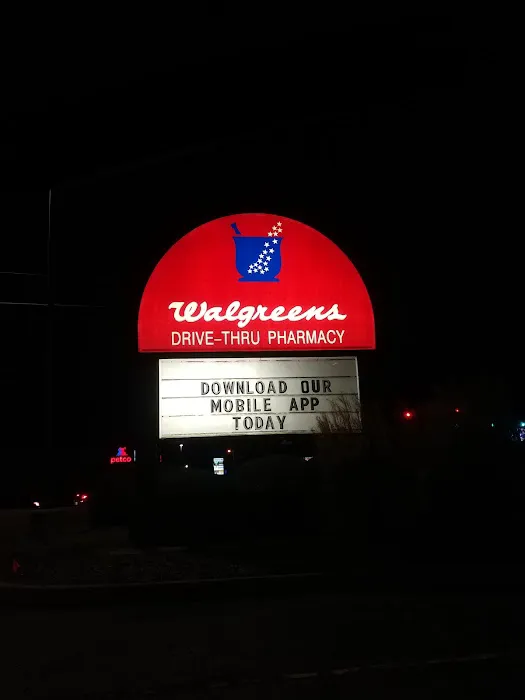 Walgreens
DRIVE-THRU PHARMACY
DOWNLOAD OUR
MOBILE APP
TODAY
petco